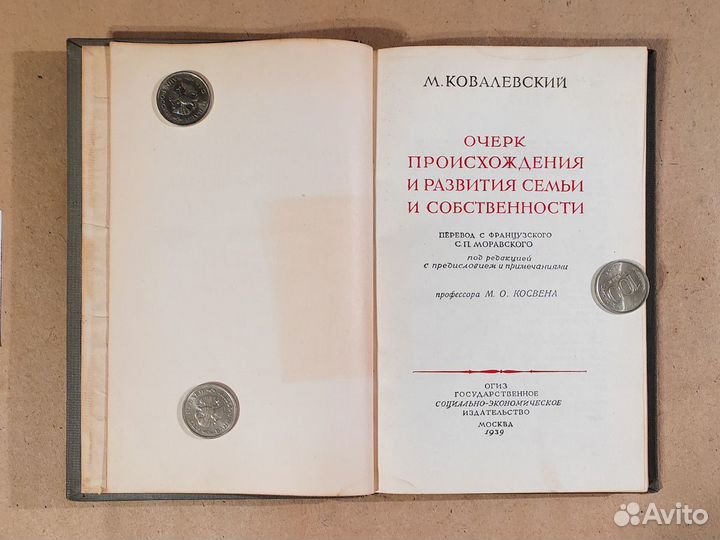 М. КОВАЛЕВСКИЙ
ОЧЕРК
ПРОИСХОЖДЕНИЯ
И РАЗВИТИЯ СЕМЬИ
И СОБСТВЕННОСТИ
ПЕРЕВОД С ФРАНЦУЗСКОГО
С. П. МОРАВСКОГО
под редакцией
с предисловием и примечаниями
профессора М. О. КОСВЕНА
ОГИЗ
ГОСУДАРСТВЕННОЕ
СОЦИАЛЬНО-ЭКОНОМИЧЕСКОЕ
ИЗДАТЕЛЬСТВО
МОСКВА
1939
Avito